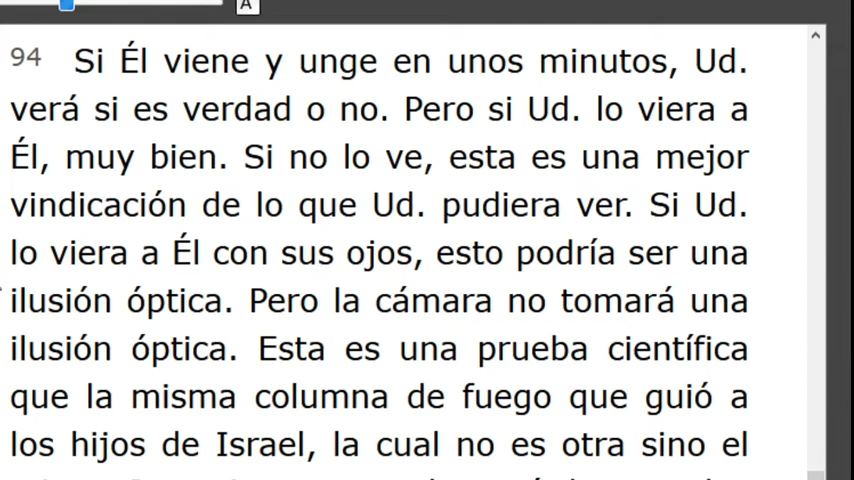 A
94 Si Él viene y unge en unos minutos, Ud.
verá si es verdad o no. Pero si Ud. lo viera a
Él, muy bien. Si no lo ve, esta es una mejor
vindicación de lo que Ud. pudiera ver. Si Ud.
lo viera a Él con sus ojos, esto podría ser una
ilusión óptica. Pero la cámara no tomará una
ilusión óptica. Esta es una prueba científica
que la misma columna de fuego que guió a
los hijos de Israel, la cual no es otra sino el